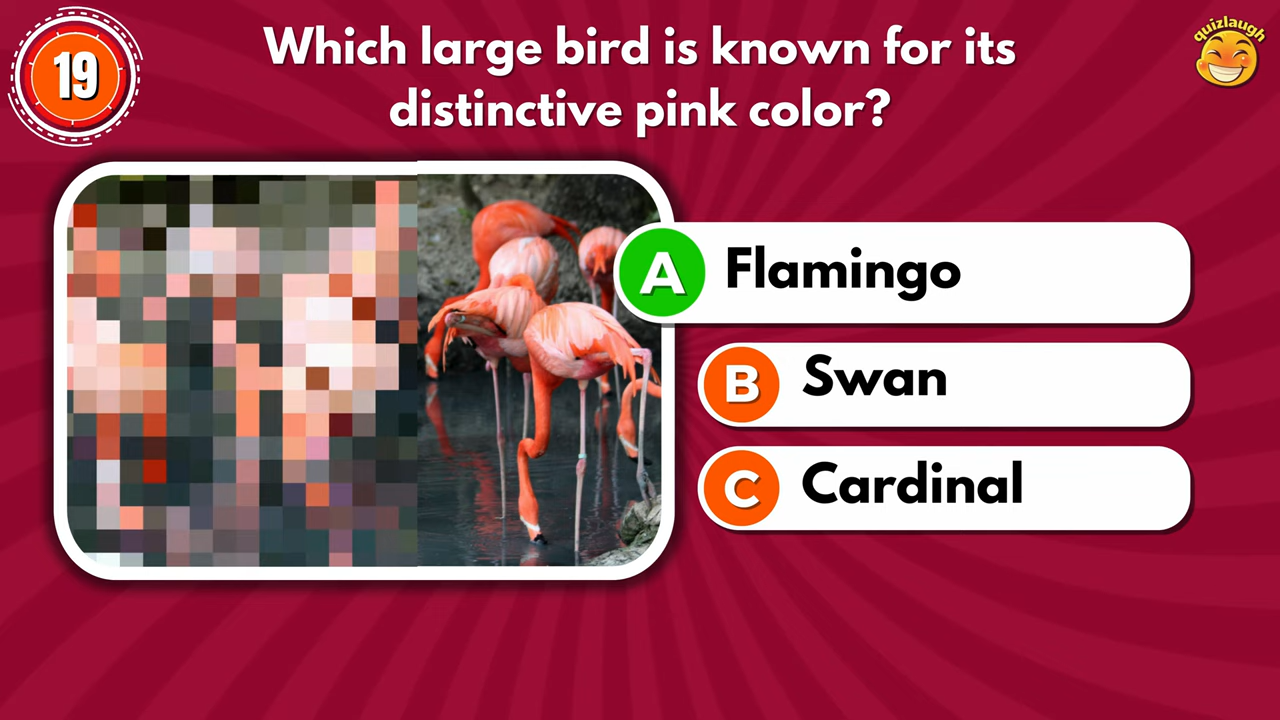 19
Which large bird is known for its
distinctive pink color?
quizlaugh
A Flamingo
B Swan
C Cardinal